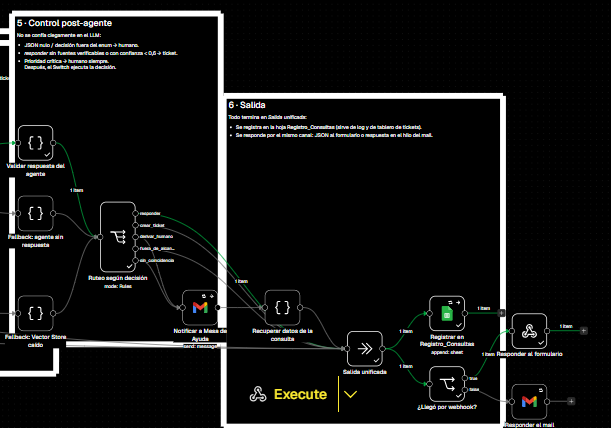 5 · Control post-agente
No se confía ciegamente en el LLM:
JSON nulo / decisión fuera del enum → humano.
responder sin fuentes verificables o con confianza < 0,6 → ticket.
Prioridad crítica → humano siempre.
Después, el Switch ejecuta la decisión.
6 · Salida
Todo termina en Salida unificada:
Se registra en la hoja Registro_Consultas (sirve de log y de tablero de tickets).
Se responde por el mismo canal: JSON al formulario o respuesta en el hilo del mail.
Validar respuesta del
agente
1 item
Fallback: agente sin
respuesta
responder
crear_ticket
derivar_humano
fuera_de_alcan...
sin_coincidencia
Ruteo según decisión
mode: Rules
1 item
Fallback: Vector Store
caído
Notificar a Mesa de
Ayuda
send: message
Recuperar datos de la
consulta
Salida unificada
1 item
1 item
Registrar en
Registro_Consultas
append: sheet
1 item
¿Llegó por webhook?
true
false
1 item
Responder al formulario
1 item
Responder el mail
Execute